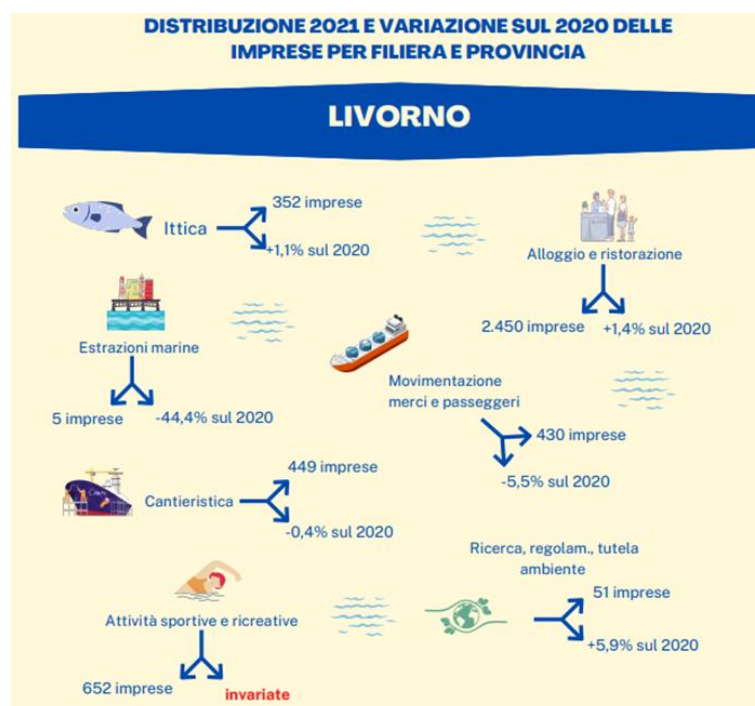 DISTRIBUZIONE 2021 E VARIAZIONE SUL 2020 DELLE
IMPRESE PER FILIERA E PROVINCIA
LIVORNO
Ittica
352 imprese
+1,1% sul 2020
Alloggio e ristorazione
2.450 imprese
+1,4% sul 2020
Estrazioni marine
5 imprese
-44,4% sul 2020
Movimentazione
merci e passeggeri
430 imprese
-5,5% sul 2020
Cantieristica
449 imprese
-0,4% sul 2020
Ricerca, regolam., tutela
ambiente
51 imprese
+5,9% sul 2020
Attività sportive e ricreative
652 imprese
invariate